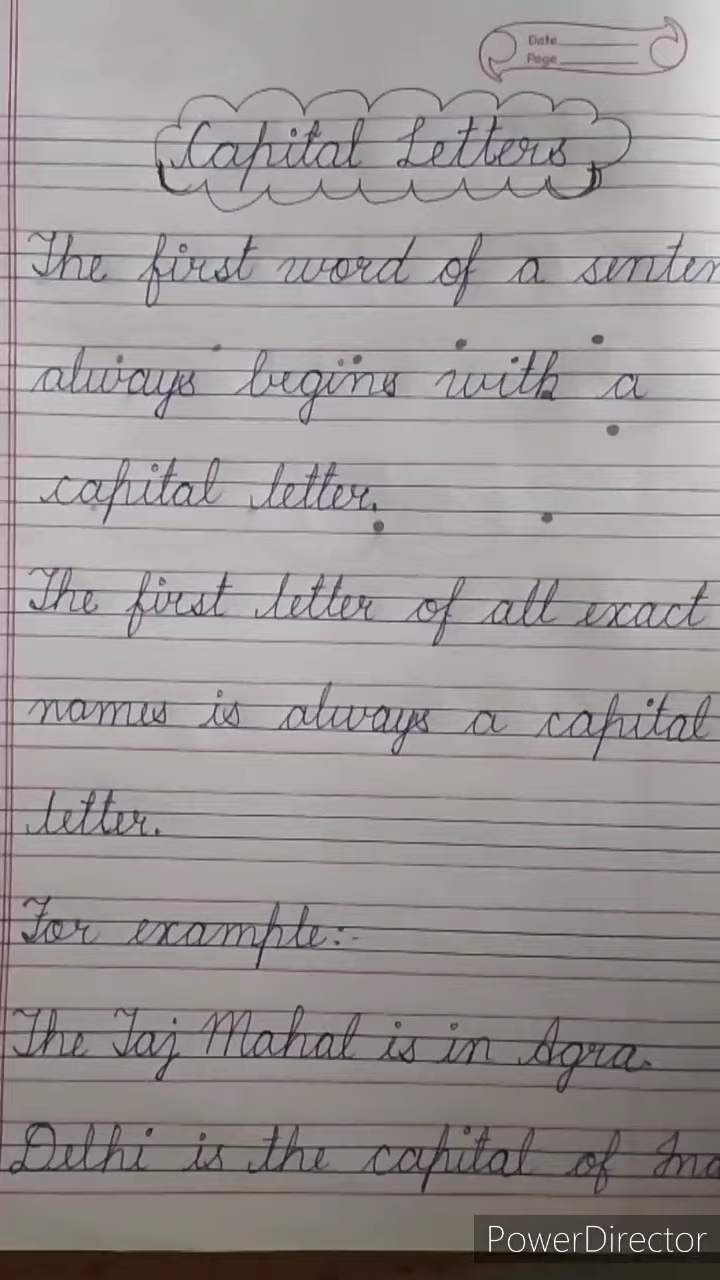 Date
Page
Capital Letters
The first word of a senten
always begins with a
capital letter.
The first letter of all exact
names is always a capital
letter.
For example:-
The Taj Mahal is in Agra.
Delhi is the capital of Ind
PowerDirector